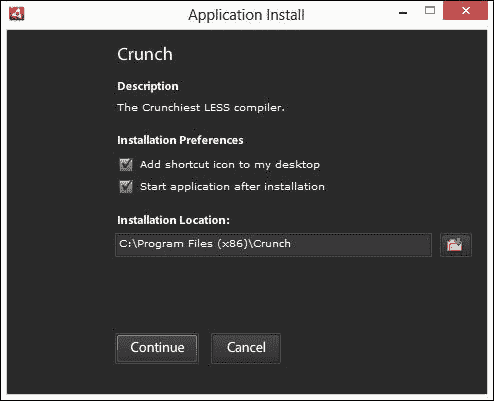 Application Install
Crunch
Description
The Crunchiest LESS compiler.
Installation Preferences
Add shortcut icon to my desktop
Start application after installation
Installation Location:
C:\Program Files (x86)\Crunch
Continue
Cancel